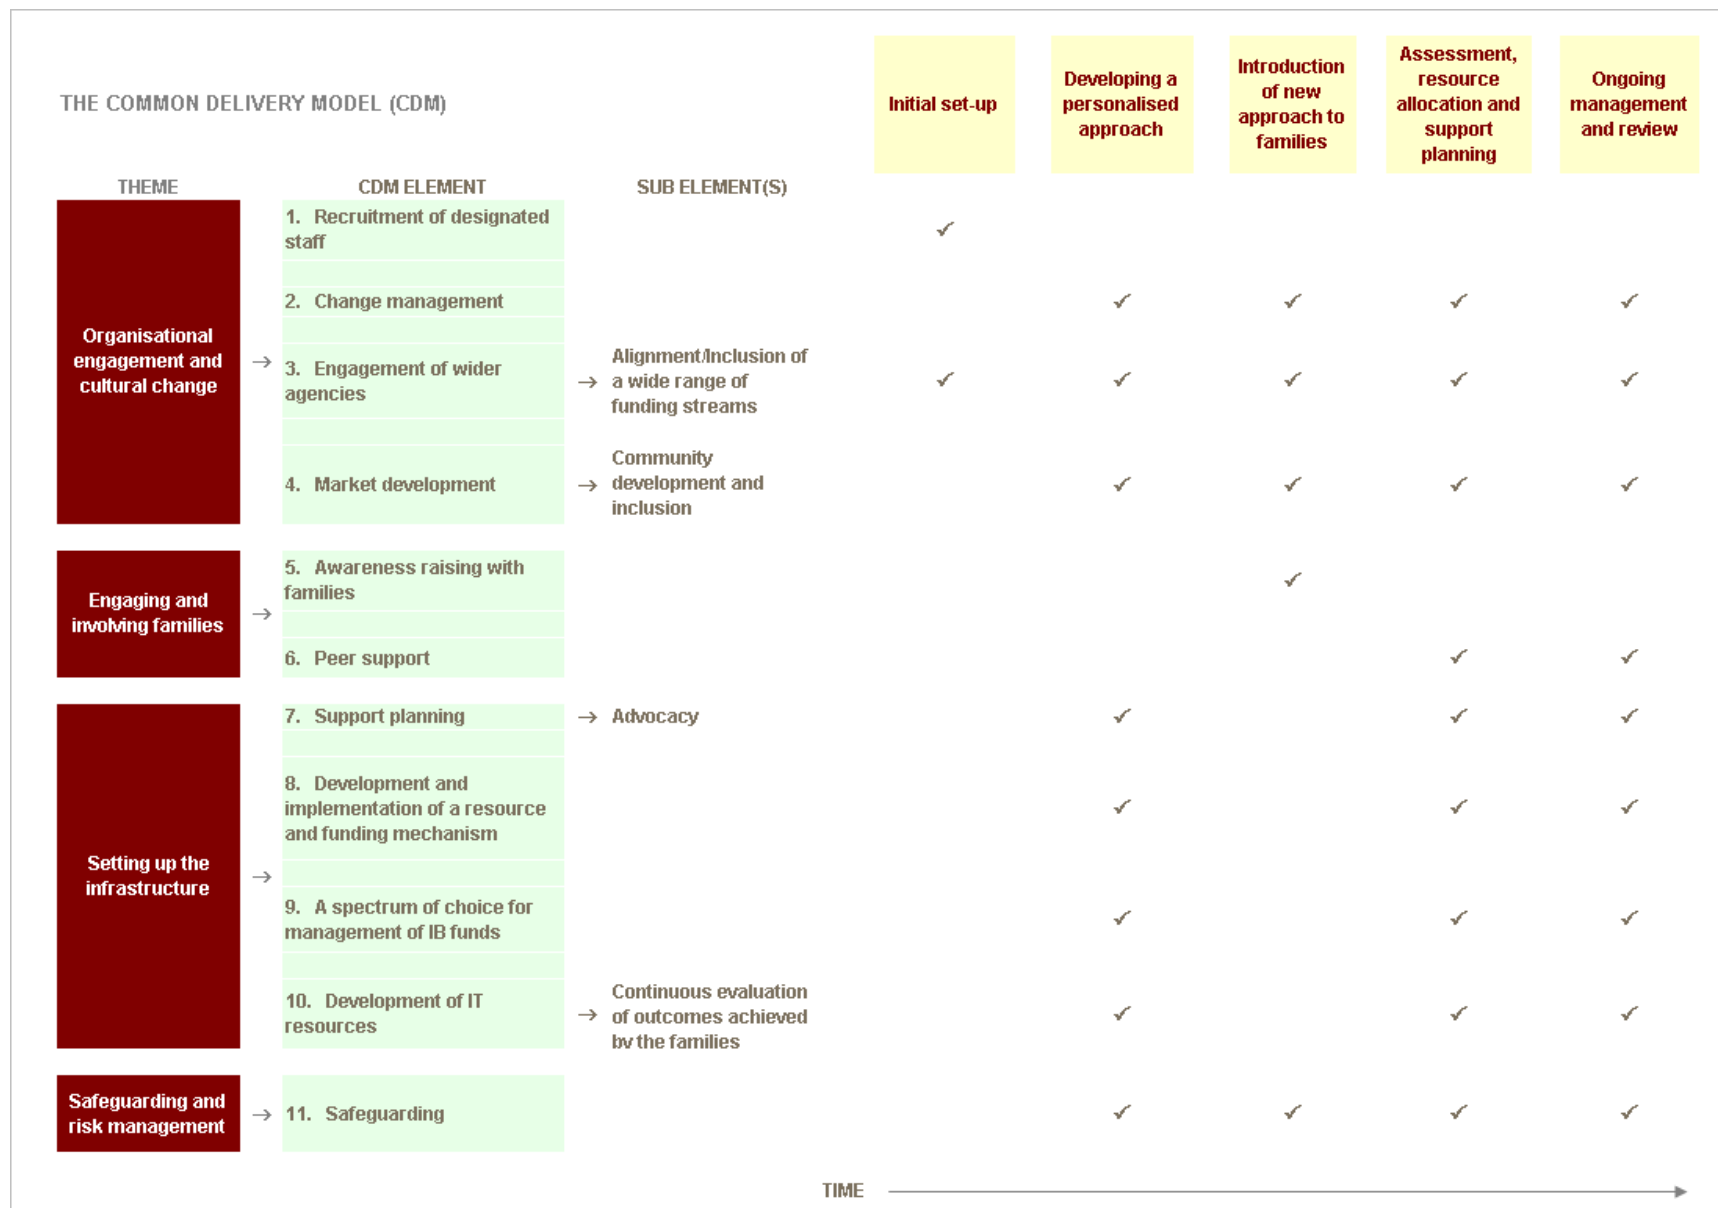 THE COMMON DELIVERY MODEL (CDM)
Initial set-up
Developing a
personalised
approach
Introduction
of new
approach to
families
Assessment,
resource
allocation and
support
planning
Ongoing
management
and review
THEME
CDM ELEMENT
SUB ELEMENT(S)
Organisational
engagement and
cultural change
→
1. Recruitment of designated
staff
✓
2. Change management
✓ ✓ ✓ ✓
3. Engagement of wider
agencies
→
Alignment/Inclusion of
a wide range of
funding streams
✓ ✓ ✓ ✓ ✓
4. Market development
→
Community
development and
inclusion
✓ ✓ ✓ ✓
Engaging and
involving families
→
5. Awareness raising with
families
✓
6. Peer support
✓ ✓
Setting up the
infrastructure
→
7. Support planning
→ Advocacy
✓ ✓ ✓
8. Development and
implementation of a resource
and funding mechanism
✓ ✓ ✓
9. A spectrum of choice for
management of IB funds
✓ ✓ ✓
10. Development of IT
resources
→
Continuous evaluation
of outcomes achieved
by the families
✓ ✓ ✓
Safeguarding and
risk management
→
11. Safeguarding
✓ ✓ ✓ ✓
TIME